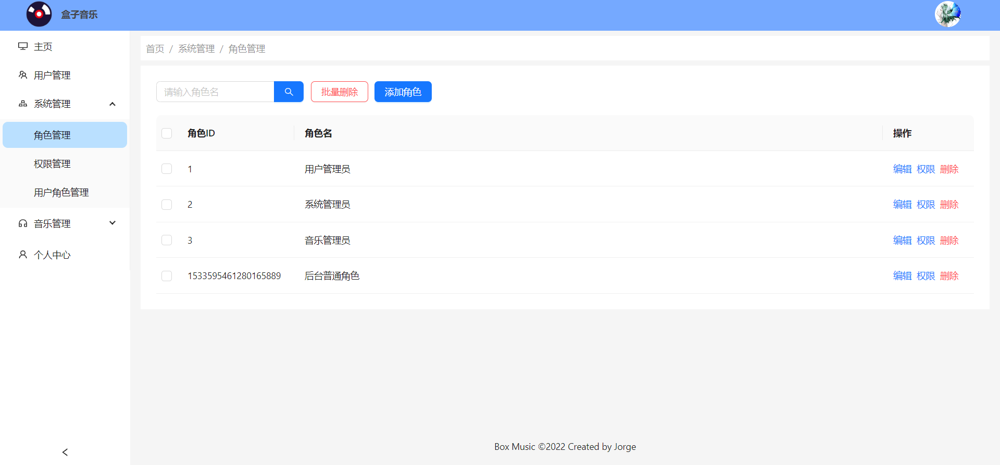 盒子音乐
主页
用户管理
系统管理
角色管理
权限管理
用户角色管理
音乐管理
个人中心
首页 / 系统管理 / 角色管理
请输入角色名 批量删除 添加角色
角色ID 角色名 操作
1 用户管理员 编辑 权限 删除
2 系统管理员 编辑 权限 删除
3 音乐管理员 编辑 权限 删除
1533595461280165889 后台普通角色 编辑 权限 删除
Box Music ©2022 Created by Jorge